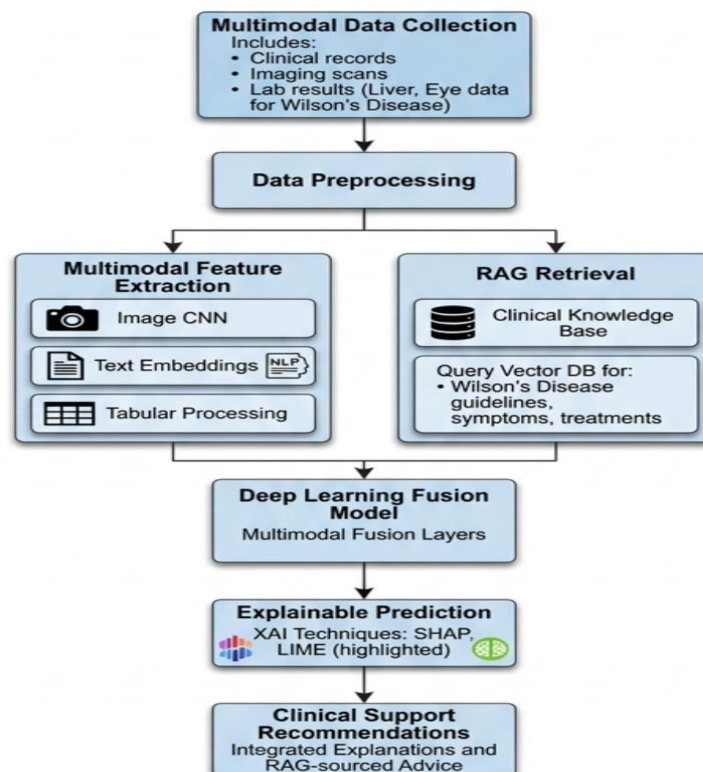 Multimodal Data Collection
Includes:
• Clinical records
• Imaging scans
• Lab results (Liver, Eye data
for Wilson's Disease)
Data Preprocessing
Multimodal Feature
Extraction
Image CNN
Text Embeddings
NLP
Tabular Processing
RAG Retrieval
Clinical Knowledge
Base
Query Vector DB for:
• Wilson's Disease
guidelines,
symptoms, treatments
Deep Learning Fusion
Model
Multimodal Fusion Layers
Explainable Prediction
XAI Techniques: SHAP,
LIME (highlighted)
Clinical Support
Recommendations
Integrated Explanations and
RAG-sourced Advice